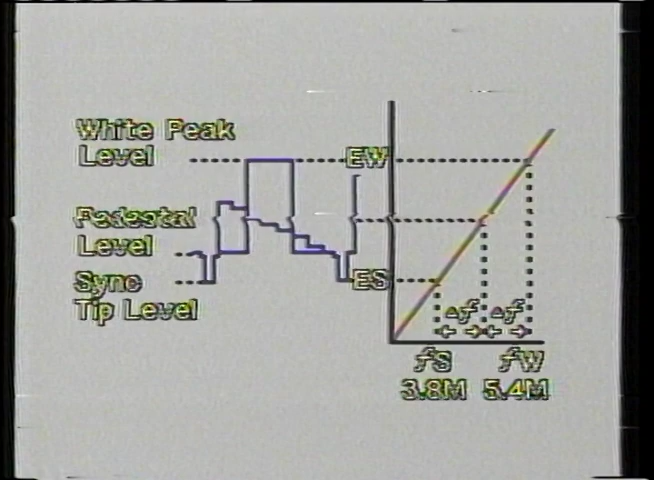 White Peak
Level
EW
Pedestal
Level
Sync
Tip Level
ES
Δf Δf
fS fW
3.8M 5.4M